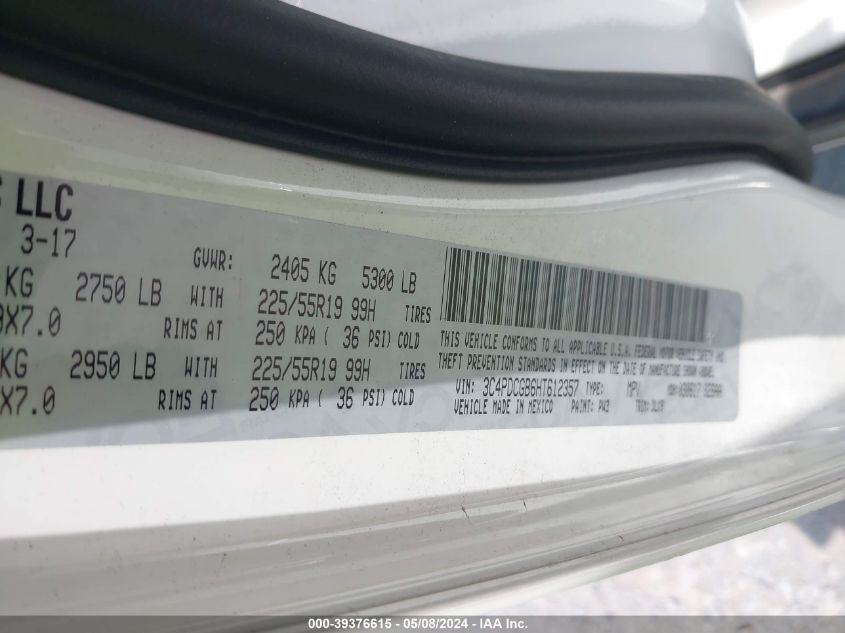 S LLC
3-17
GVWR: 2405 KG 5300 LB
KG 2750 LB WITH 225/55R19 99H TIRES
X7.0 RIMS AT 250 KPA ( 36 PSI) COLD
KG 2950 LB WITH 225/55R19 99H TIRES
X7.0 RIMS AT 250 KPA ( 36 PSI) COLD
THIS VEHICLE CONFORMS TO ALL APPLICABLE U.S.A. FEDERAL MOTOR VEHICLE SAFETY AND
THEFT PREVENTION STANDARDS IN EFFECT ON THE DATE OF MANUFACTURE SHOWN ABOVE.
VIN: 3C4PDCGB6HT612357 TYPE: MPV
VEHICLE MADE IN MEXICO PAINT: PW3 TRIM:
000-39376615 - 05/08/2024 - IAA Inc.